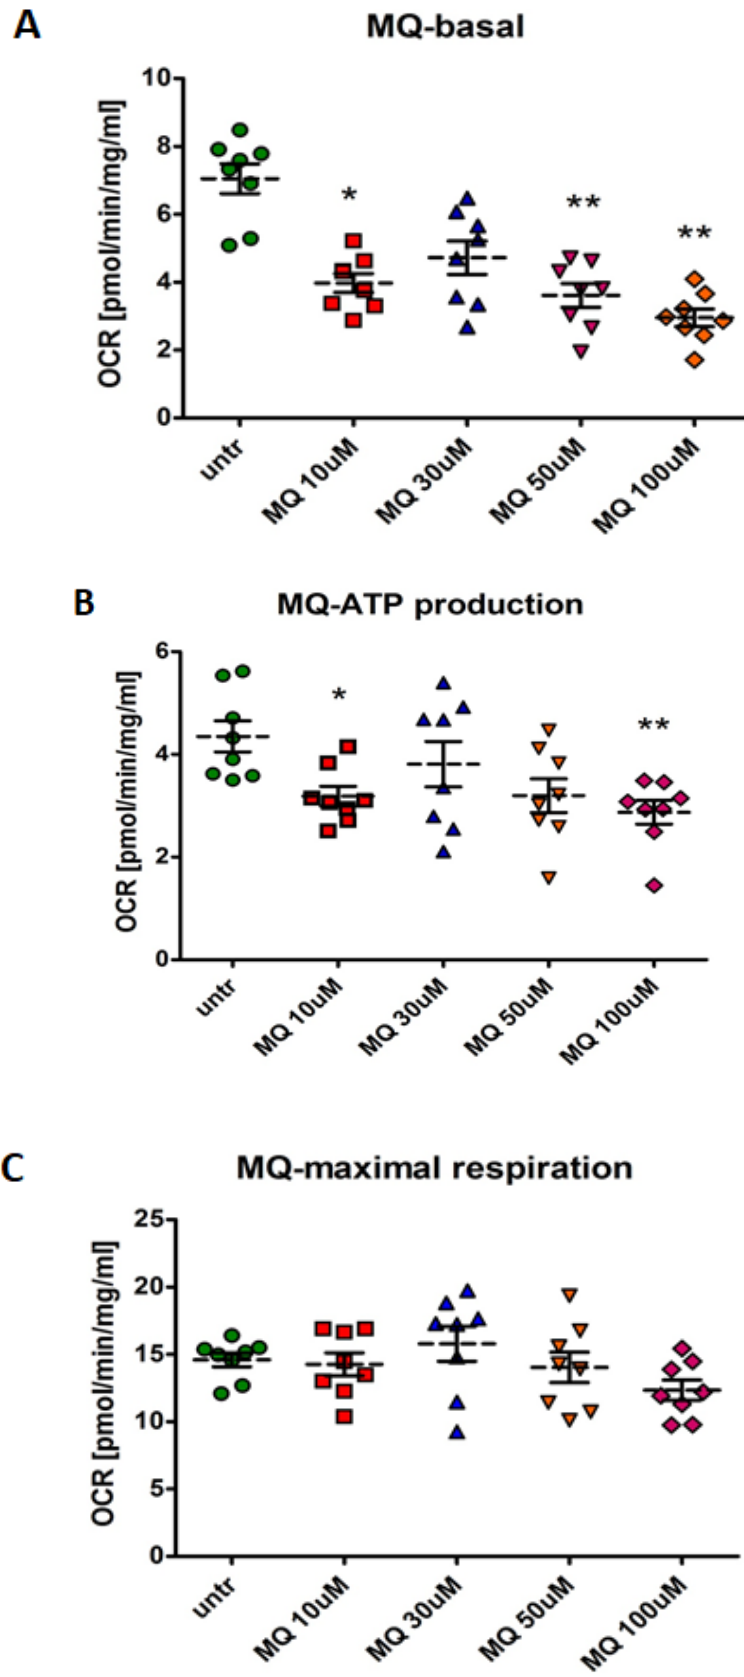 A
MQ-basal
OCR [pmol/min/mg/ml]
10
8
6
4
2
0
*
**
**
untr
MQ 10uM
MQ 30uM
MQ 50uM
MQ 100uM
B
MQ-ATP production
OCR [pmol/min/mg/ml]
6
4
2
0
*
**
untr
MQ 10uM
MQ 30uM
MQ 50uM
MQ 100uM
C
MQ-maximal respiration
OCR [pmol/min/mg/ml]
25
20
15
10
5
0
untr
MQ 10uM
MQ 30uM
MQ 50uM
MQ 100uM